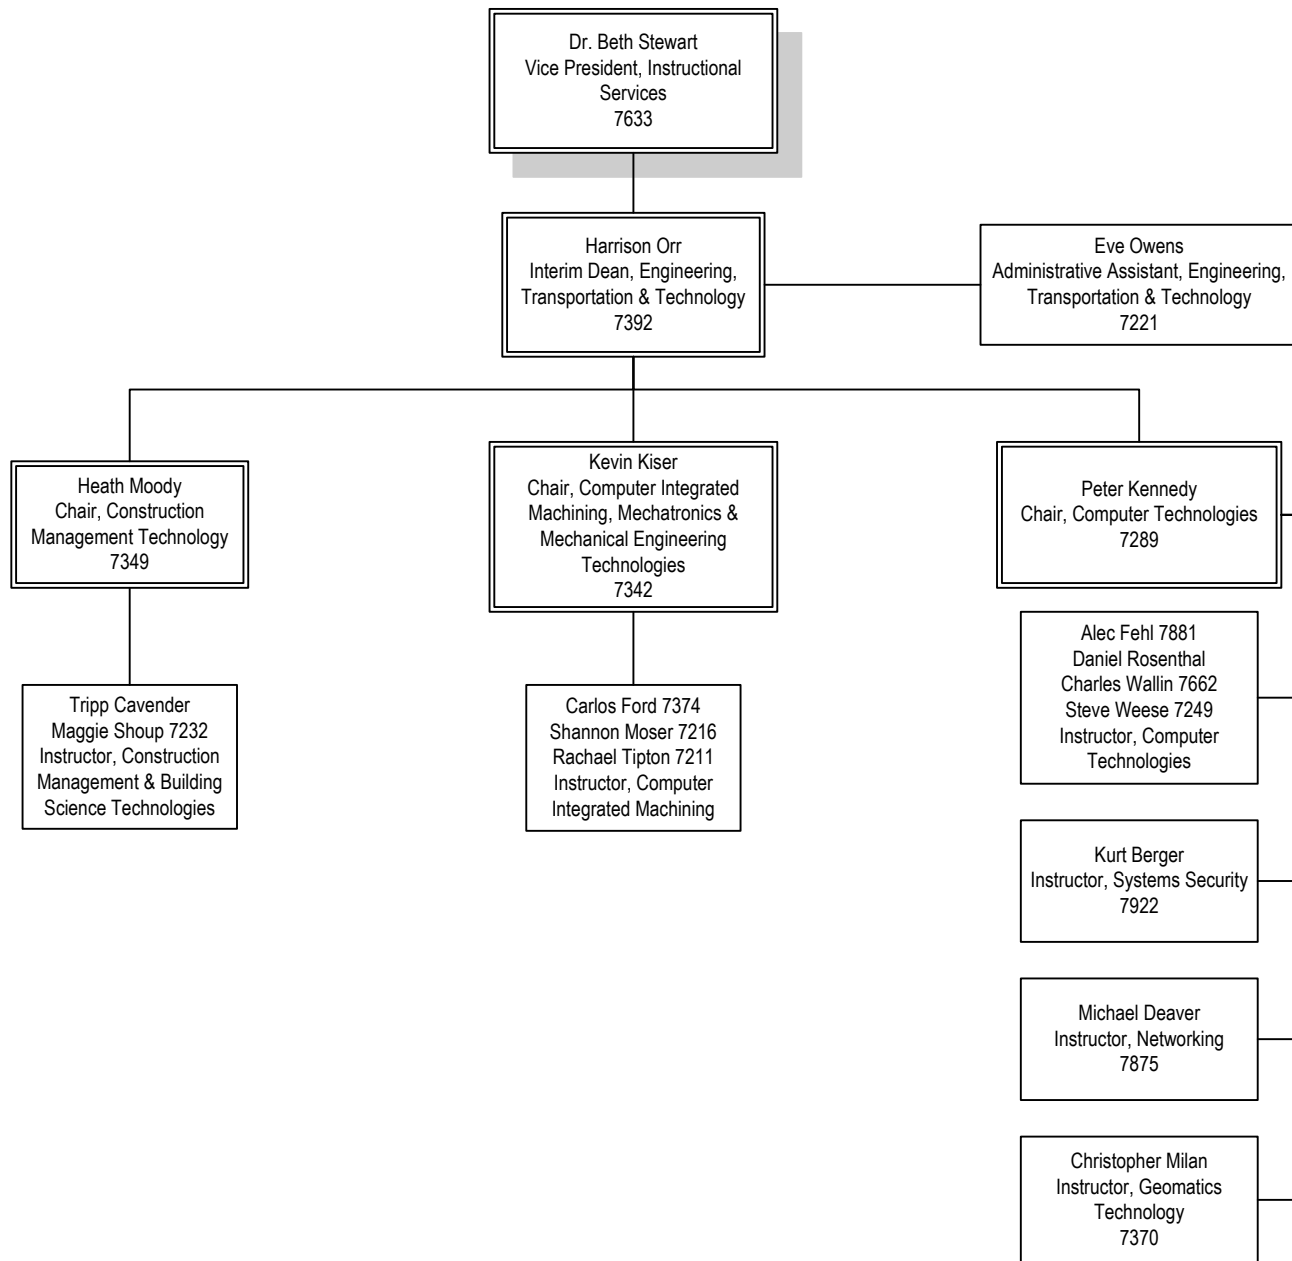 Dr. Beth Stewart
Vice President, Instructional
Services
7633
Harrison Orr
Interim Dean, Engineering,
Transportation & Technology
7392
Eve Owens
Administrative Assistant, Engineering,
Transportation & Technology
7221
Heath Moody
Chair, Construction
Management Technology
7349
Kevin Kiser
Chair, Computer Integrated
Machining, Mechatronics &
Mechanical Engineering
Technologies
7342
Peter Kennedy
Chair, Computer Technologies
7289
Tripp Cavender
Maggie Shoup 7232
Instructor, Construction
Management & Building
Science Technologies
Carlos Ford 7374
Shannon Moser 7216
Rachael Tipton 7211
Instructor, Computer
Integrated Machining
Alec Fehl 7881
Daniel Rosenthal
Charles Wallin 7662
Steve Weese 7249
Instructor, Computer
Technologies
Kurt Berger
Instructor, Systems Security
7922
Michael Deaver
Instructor, Networking
7875
Christopher Milan
Instructor, Geomatics
Technology
7370